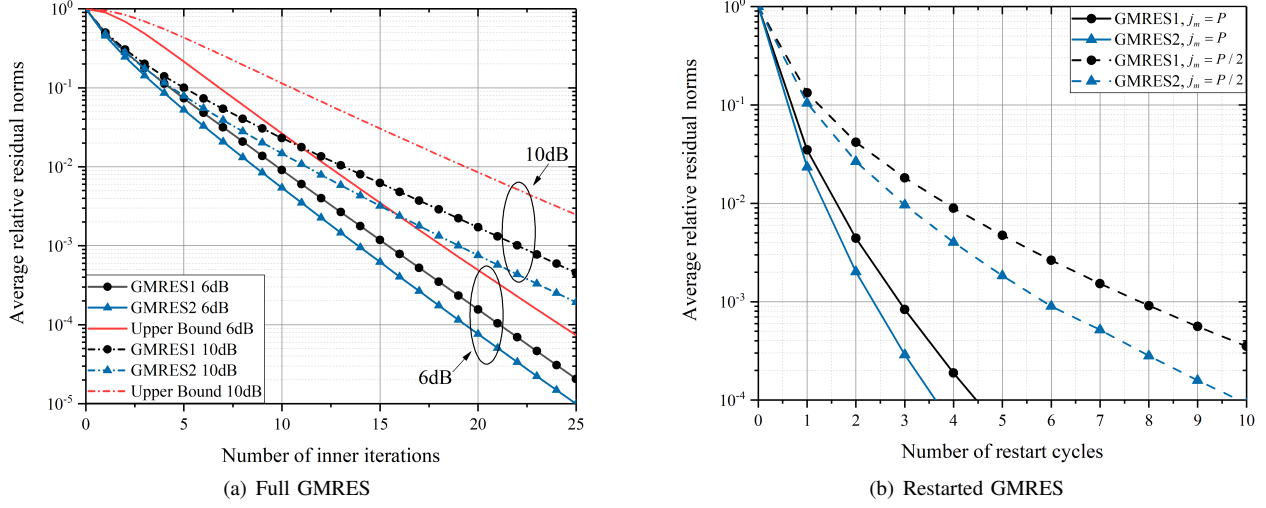 Average relative residual norms
10^0
10^-1
10^-2
10^-3
10^-4
10^-5
10dB
6dB
GMRES1 6dB
GMRES2 6dB
Upper Bound 6dB
GMRES1 10dB
GMRES2 10dB
Upper Bound 10dB
0 5 10 15 20 25
Number of inner iterations
(a) Full GMRES
Average relative residual norms
10^0
10^-1
10^-2
10^-3
10^-4
GMRES1, j_m = P
GMRES2, j_m = P
GMRES1, j_m = P / 2
GMRES2, j_m = P / 2
0 1 2 3 4 5 6 7 8 9 10
Number of restart cycles
(b) Restarted GMRES